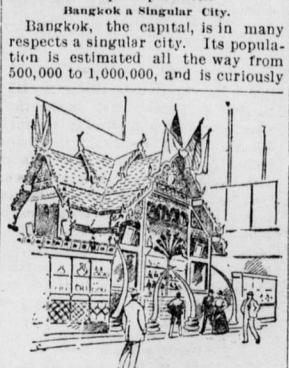 Bangkok a Singular City.
Bangkok, the capital, is in many
respects a singular city. Its popula-
tion is estimated all the way from
500,000 to 1,000,000, and is curiously